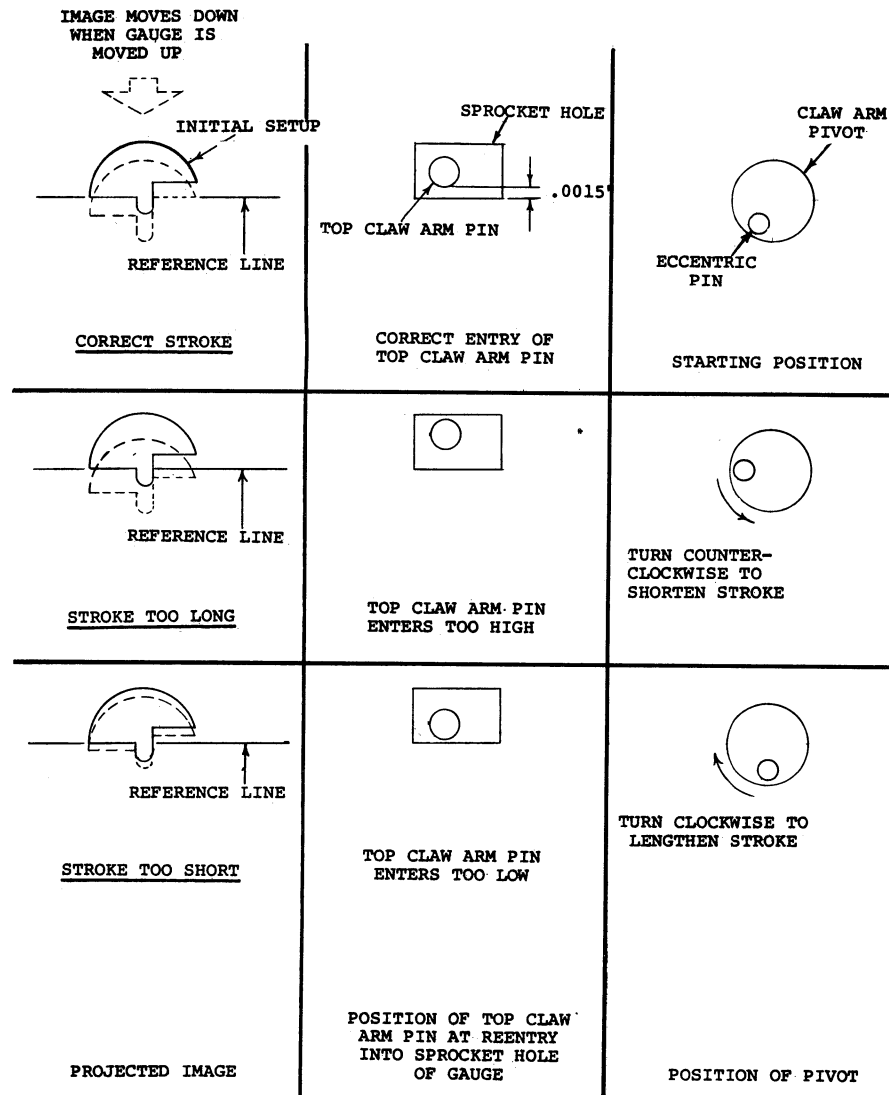 IMAGE MOVES DOWN
WHEN GAUGE IS
MOVED UP
INITIAL SETUP
REFERENCE LINE
CORRECT STROKE
SPROCKET HOLE
.0015"
TOP CLAW ARM PIN
CORRECT ENTRY OF
TOP CLAW ARM PIN
CLAW ARM
PIVOT
ECCENTRIC
PIN
STARTING POSITION
REFERENCE LINE
STROKE TOO LONG
TOP CLAW ARM PIN
ENTERS TOO HIGH
TURN COUNTER-
CLOCKWISE TO
SHORTEN STROKE
REFERENCE LINE
STROKE TOO SHORT
TOP CLAW ARM PIN
ENTERS TOO LOW
TURN CLOCKWISE TO
LENGTHEN STROKE
PROJECTED IMAGE
POSITION OF TOP CLAW
ARM PIN AT REENTRY
INTO SPROCKET HOLE
OF GAUGE
POSITION OF PIVOT